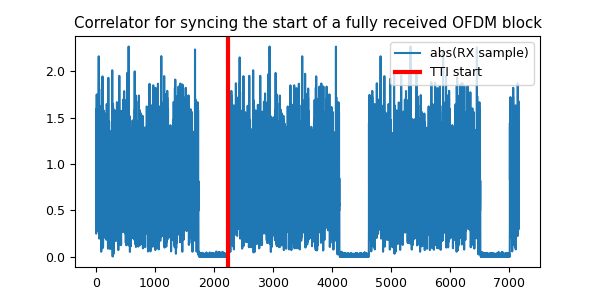 Correlator for syncing the start of a fully received OFDM block
abs(RX sample)
TTI start
2.0
1.5
1.0
0.5
0.0
0 1000 2000 3000 4000 5000 6000 7000